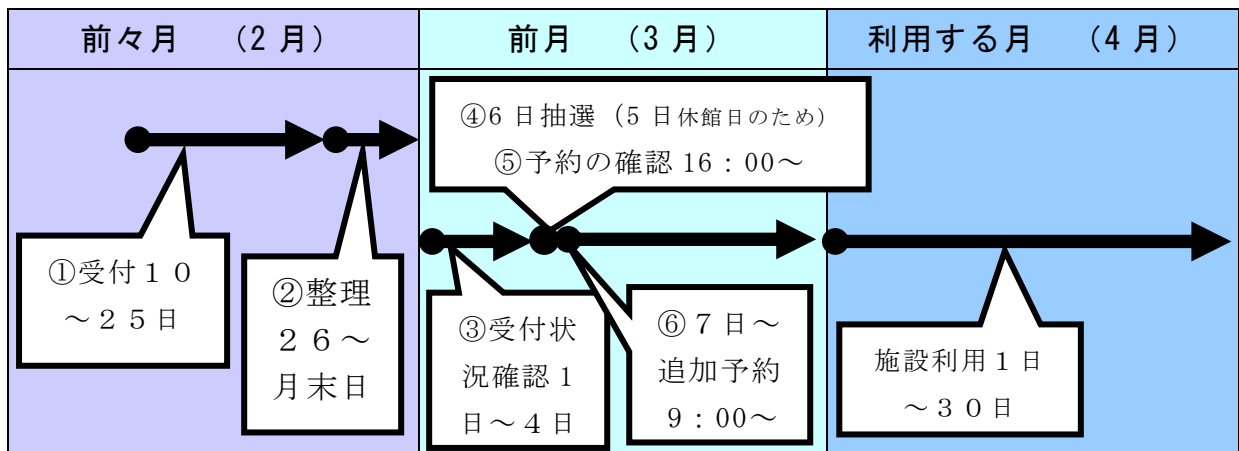 前々月　（２月）
前月　（３月）
利用する月　（４月）
①受付１０
～２５日
②整理
２６～
月末日
④6 日抽選（5 日休館日のため）
⑤予約の確認 16：00～
③受付状
況確認 1
日～４日
⑥７日～
追加予約
9：00～
施設利用１日
～３０日